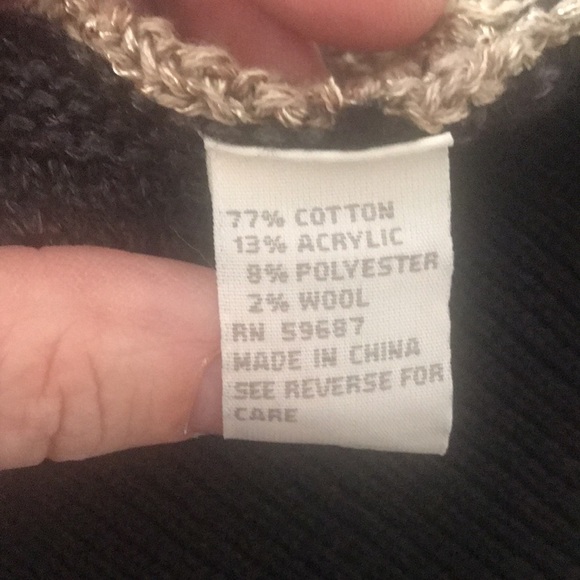 77% COTTON
13% ACRYLIC
8% POLYESTER
2% WOOL
RN 59687
MADE IN CHINA
SEE REVERSE FOR
CARE